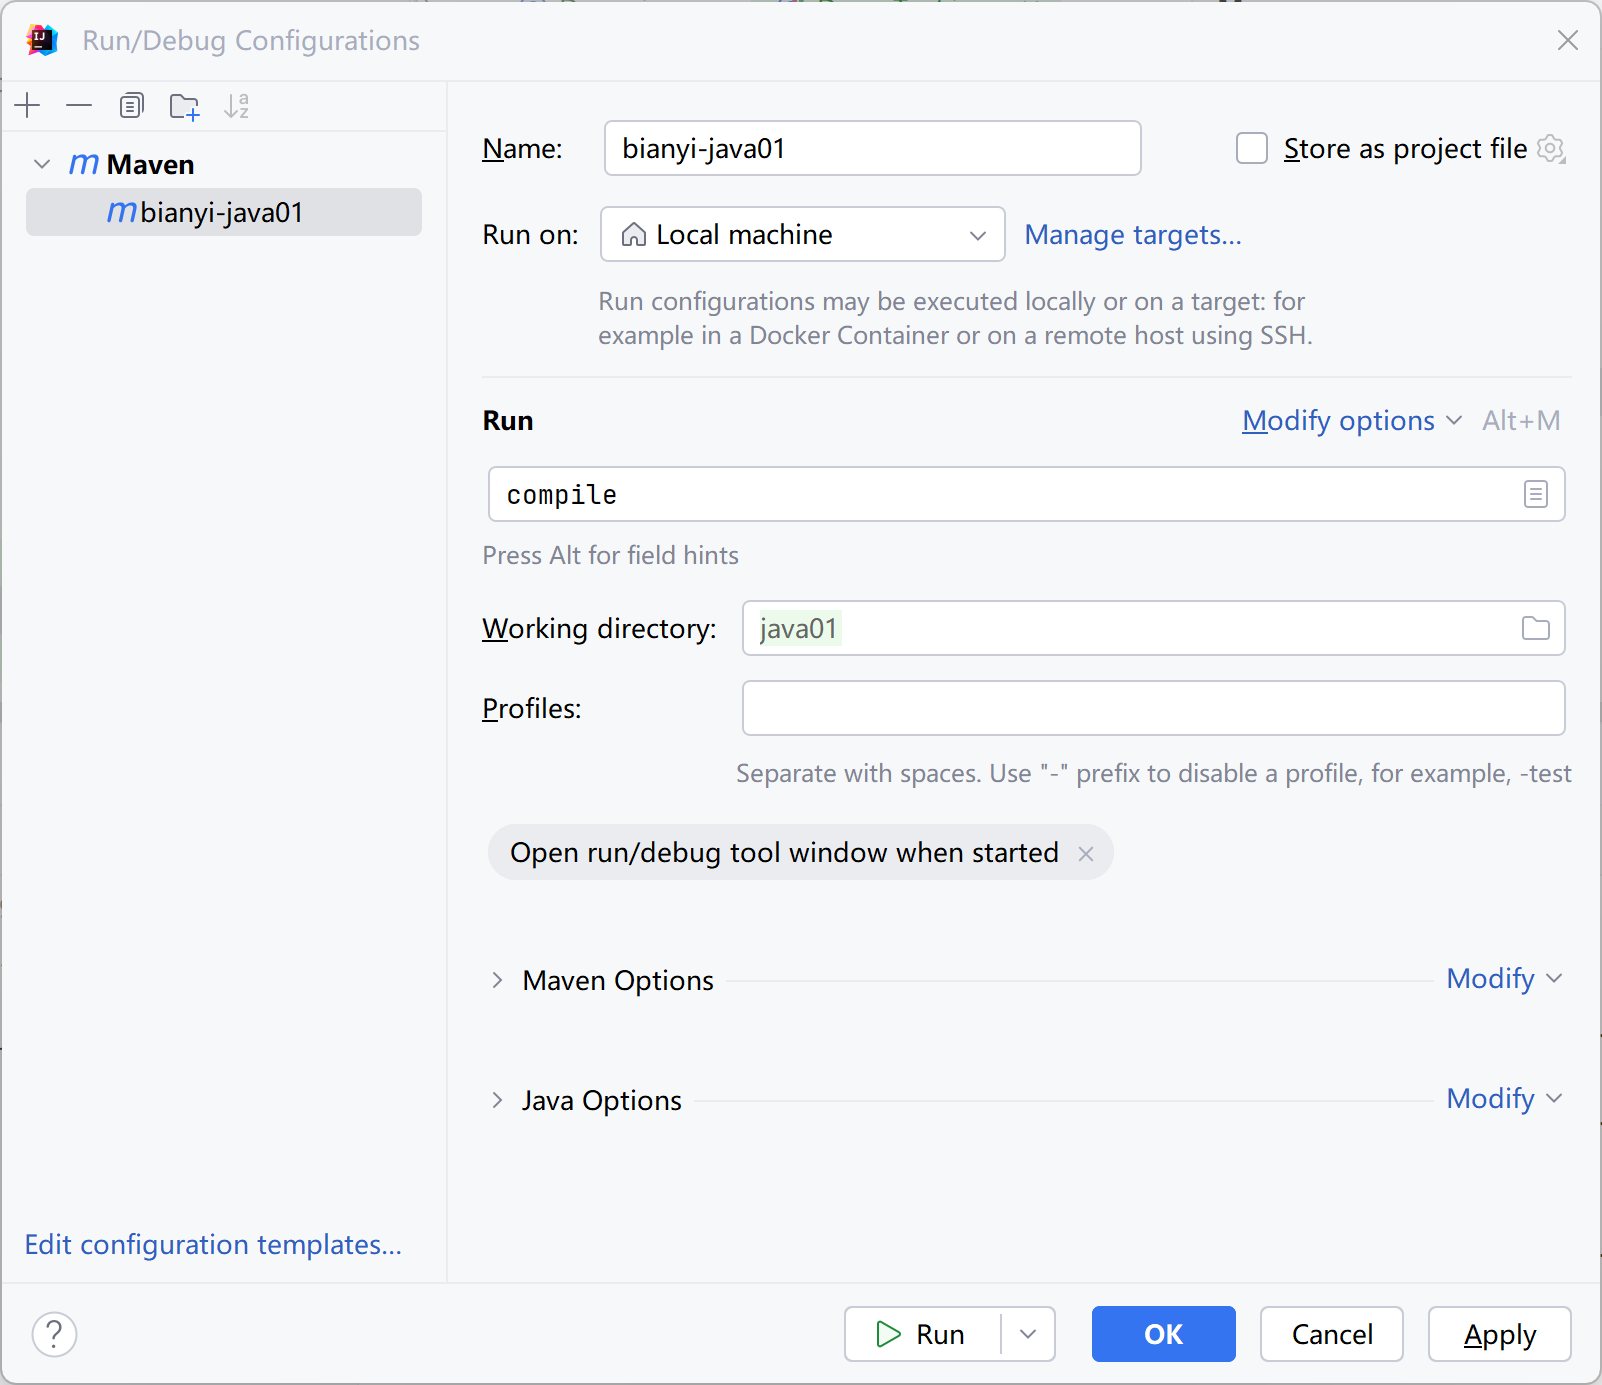 Run/Debug Configurations
Maven
bianyi-java01
Edit configuration templates...
Name:
bianyi-java01
Store as project file
Run on:
Local machine
Manage targets...
Run configurations may be executed locally or on a target: for
example in a Docker Container or on a remote host using SSH.
Run
Modify options
Alt+M
compile
Press Alt for field hints
Working directory:
java01
Profiles:
Separate with spaces. Use "-" prefix to disable a profile, for example, -test
Open run/debug tool window when started
Maven Options
Modify
Java Options
Modify
?
Run
OK
Cancel
Apply